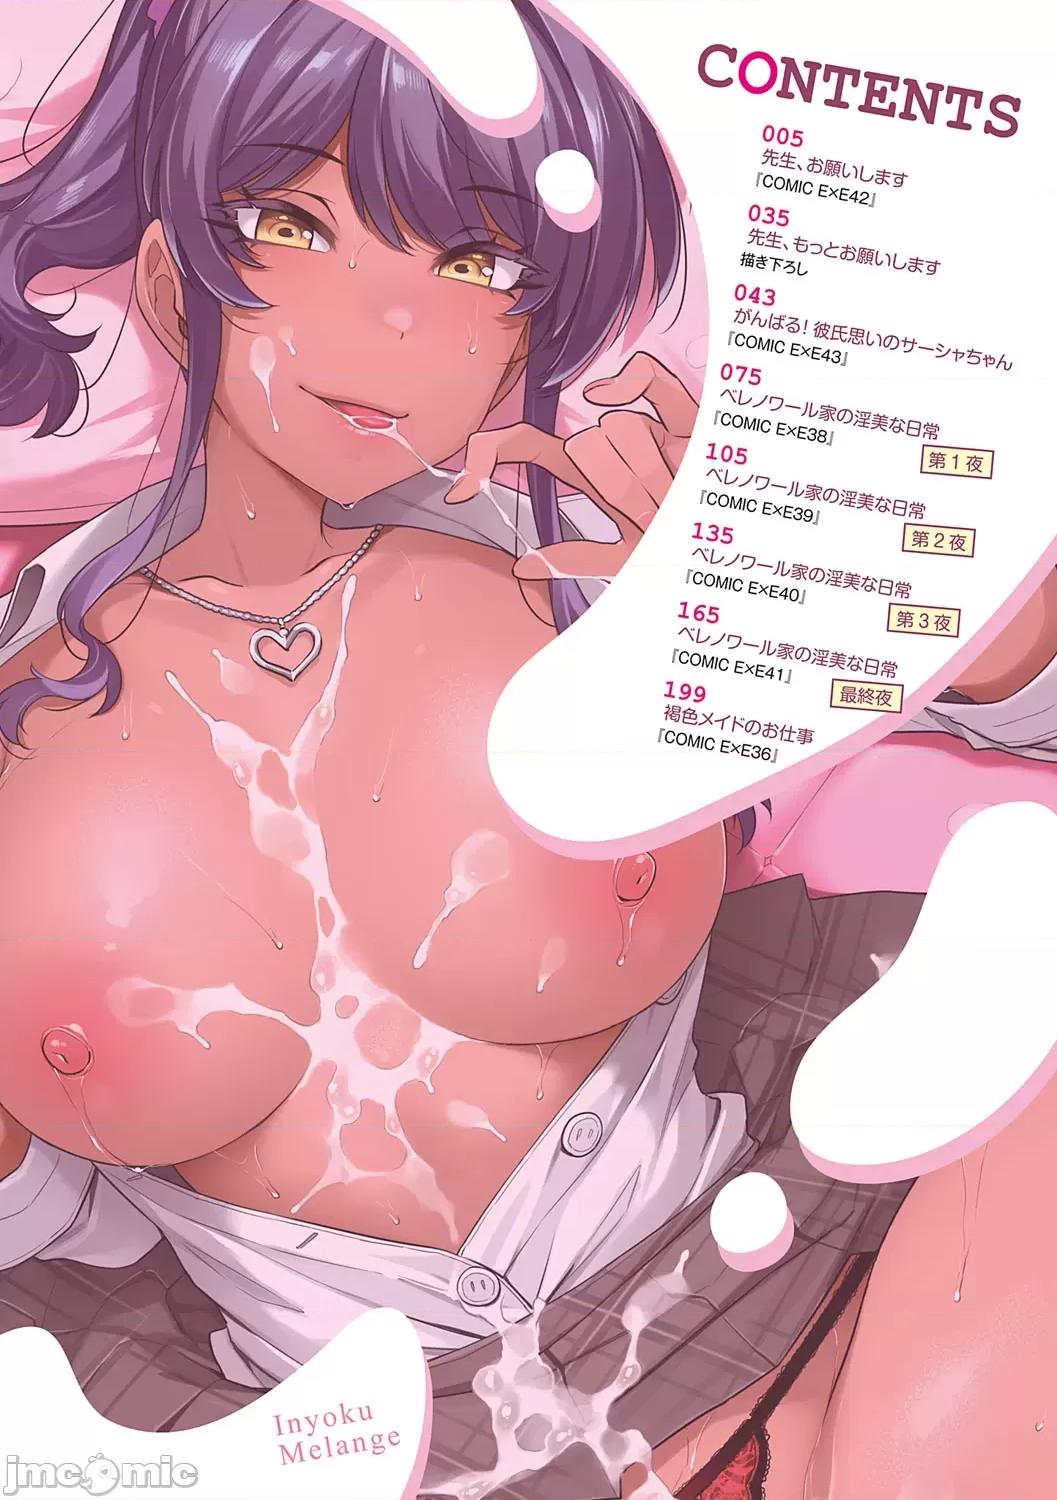 CONTENTS
005
先生、お願いします
『COMIC E×E42』
035
先生、もっとお願いします
描き下ろし
043
がんばる！彼氏思いのサーシャちゃん
『COMIC E×E43』
075
ベレノワール家の淫美な日常
『COMIC E×E38』
第1夜
105
ベレノワール家の淫美な日常
『COMIC E×E39』
第2夜
135
ベレノワール家の淫美な日常
『COMIC E×E40』
第3夜
165
ベレノワール家の淫美な日常
『COMIC E×E41』
最終夜
199
褐色メイドのお仕事
『COMIC E×E36』
Inyoku
Melange
jmcomic